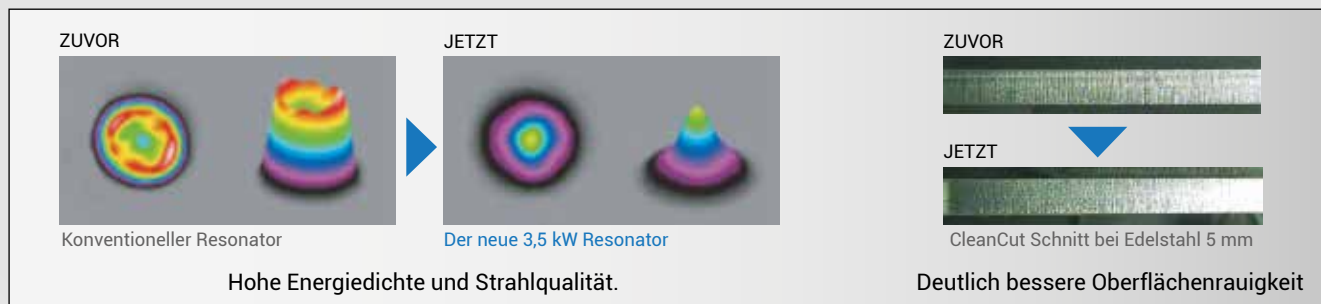 ZUVOR
JETZT
Konventioneller Resonator
Der neue 3,5 kW Resonator
Hohe Energiedichte und Strahlqualität.
ZUVOR
JETZT
CleanCut Schnitt bei Edelstahl 5 mm
Deutlich bessere Oberflächenrauigkeit